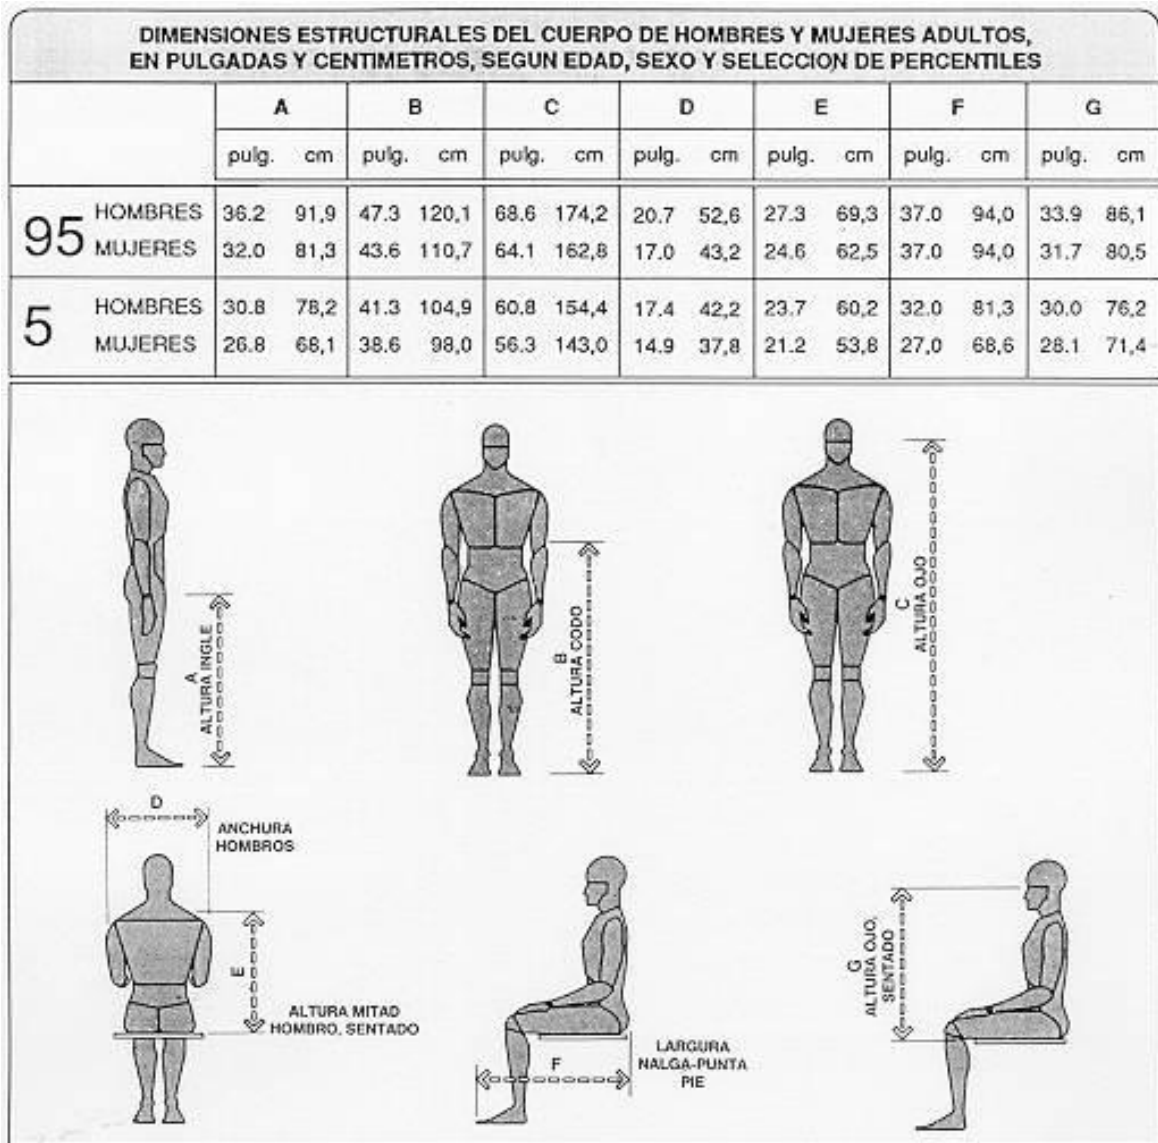 DIMENSIONES ESTRUCTURALES DEL CUERPO DE HOMBRES Y MUJERES ADULTOS,
EN PULGADAS Y CENTIMETROS, SEGUN EDAD, SEXO Y SELECCION DE PERCENTILES
A B C D E F G
pulg. cm pulg. cm pulg. cm pulg. cm pulg. cm pulg. cm pulg. cm
95 HOMBRES 36.2 91,9 47.3 120,1 68.6 174,2 20.7 52,6 27.3 69,3 37.0 94,0 33.9 86,1
MUJERES 32.0 81,3 43.6 110,7 64.1 162,8 17.0 43,2 24.6 62,5 37.0 94,0 31.7 80,5
5 HOMBRES 30.8 78,2 41.3 104,9 60.8 154,4 17.4 42,2 23.7 60,2 32.0 81,3 30.0 76,2
MUJERES 26.8 68,1 38.6 98,0 56.3 143,0 14.9 37,8 21.2 53,8 27,0 68,6 28.1 71,4
A
ALTURA INGLE
B
ALTURA CODO
C
ALTURA OJO
D
ANCHURA
HOMBROS
E
ALTURA MITAD
HOMBRO, SENTADO
F
LARGURA
NALGA-PUNTA
PIE
G
ALTURA OJO,
SENTADO